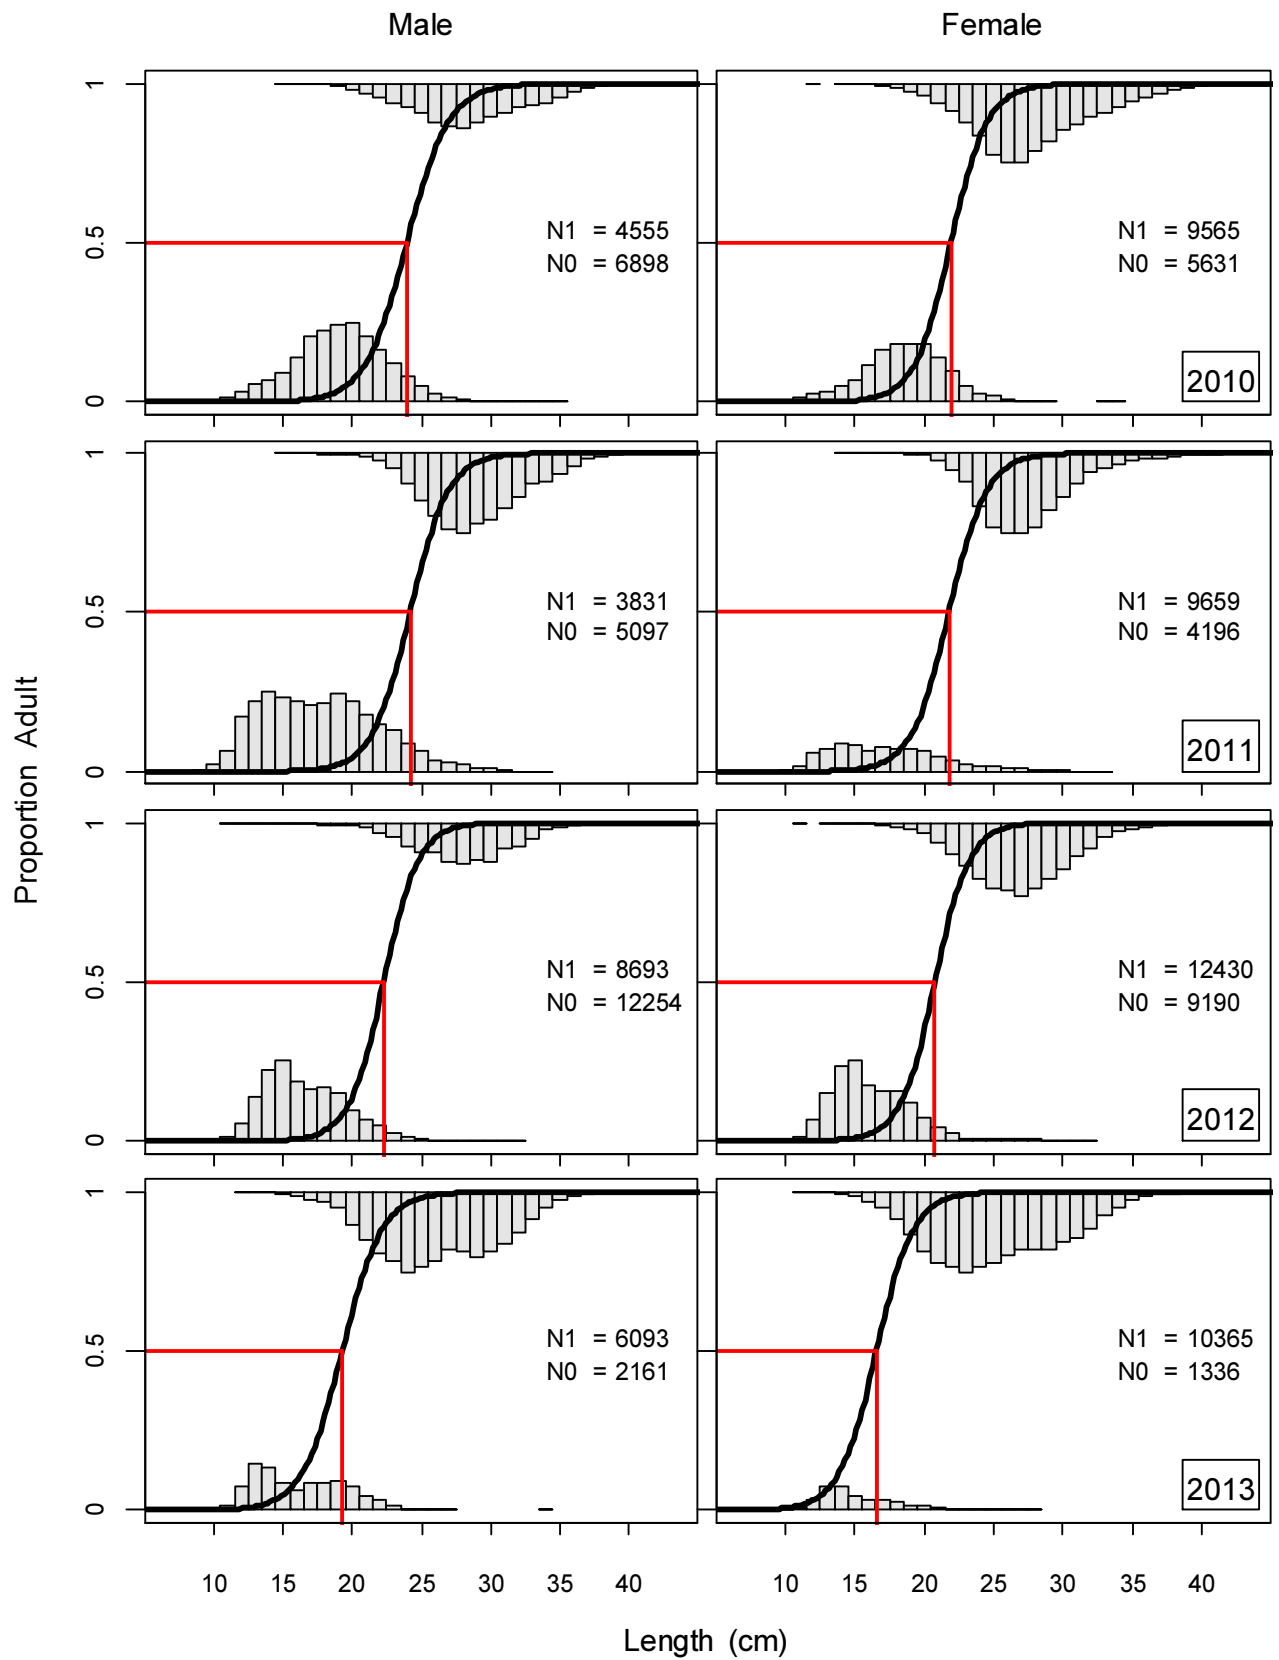 Male Female
Proportion Adult
1
0.5
0
N1 = 4555
N0 = 6898
N1 = 9565
N0 = 5631
2010
1
0.5
0
N1 = 3831
N0 = 5097
N1 = 9659
N0 = 4196
2011
1
0.5
0
N1 = 8693
N0 = 12254
N1 = 12430
N0 = 9190
2012
1
0.5
0
N1 = 6093
N0 = 2161
N1 = 10365
N0 = 1336
2013
10 15 20 25 30 35 40 10 15 20 25 30 35 40
Length (cm)